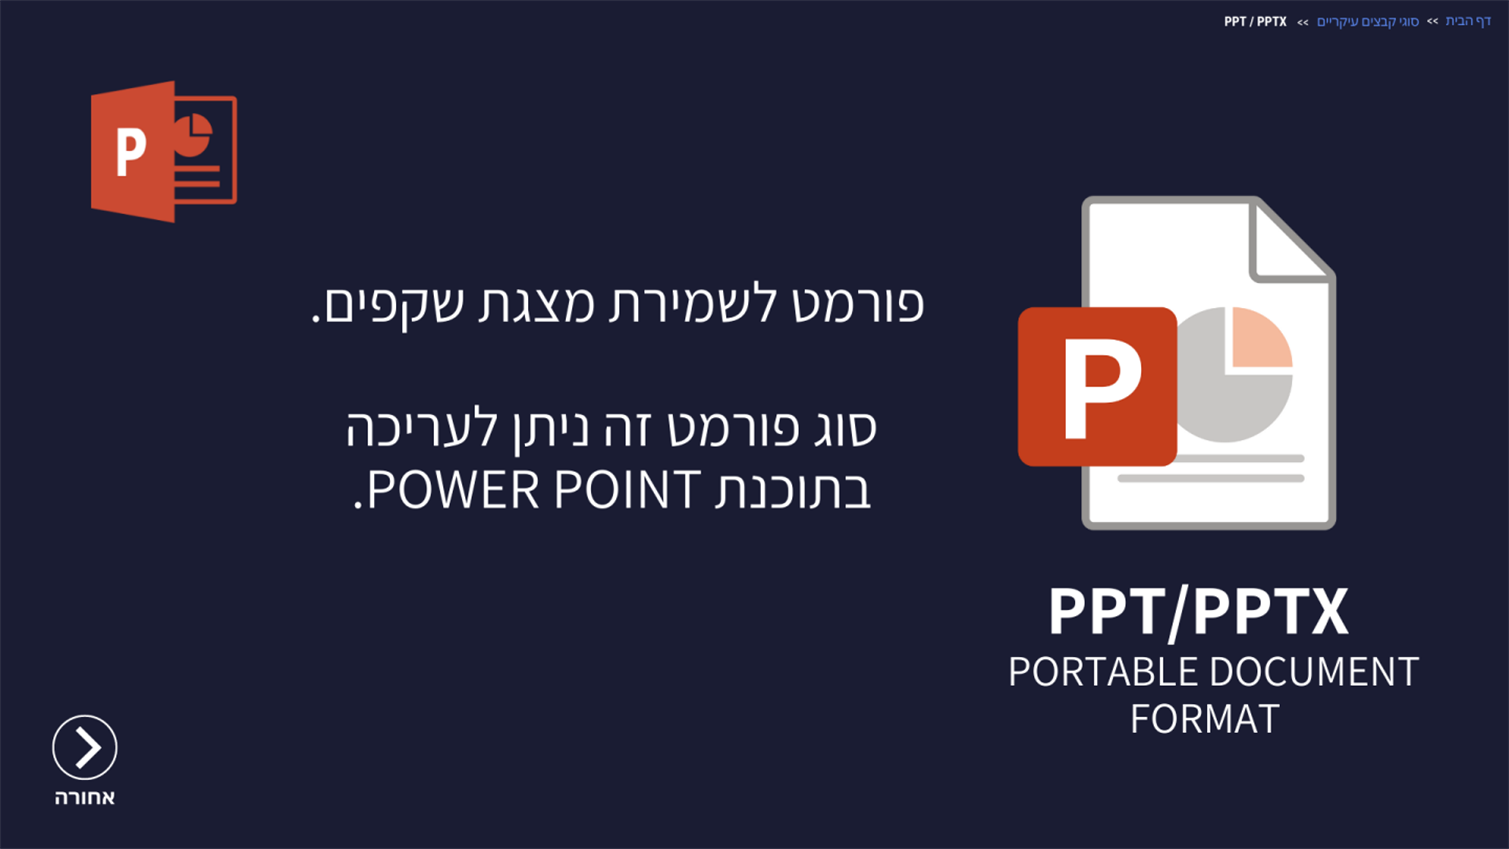 דף הבית >> סוגי קבצים עיקריים >> PPT / PPTX
P
פורמט לשמירת מצגת שקפים.
סוג פורמט זה ניתן לעריכה
בתוכנת POWER POINT.
P
PPT/PPTX
PORTABLE DOCUMENT
FORMAT
אחורה